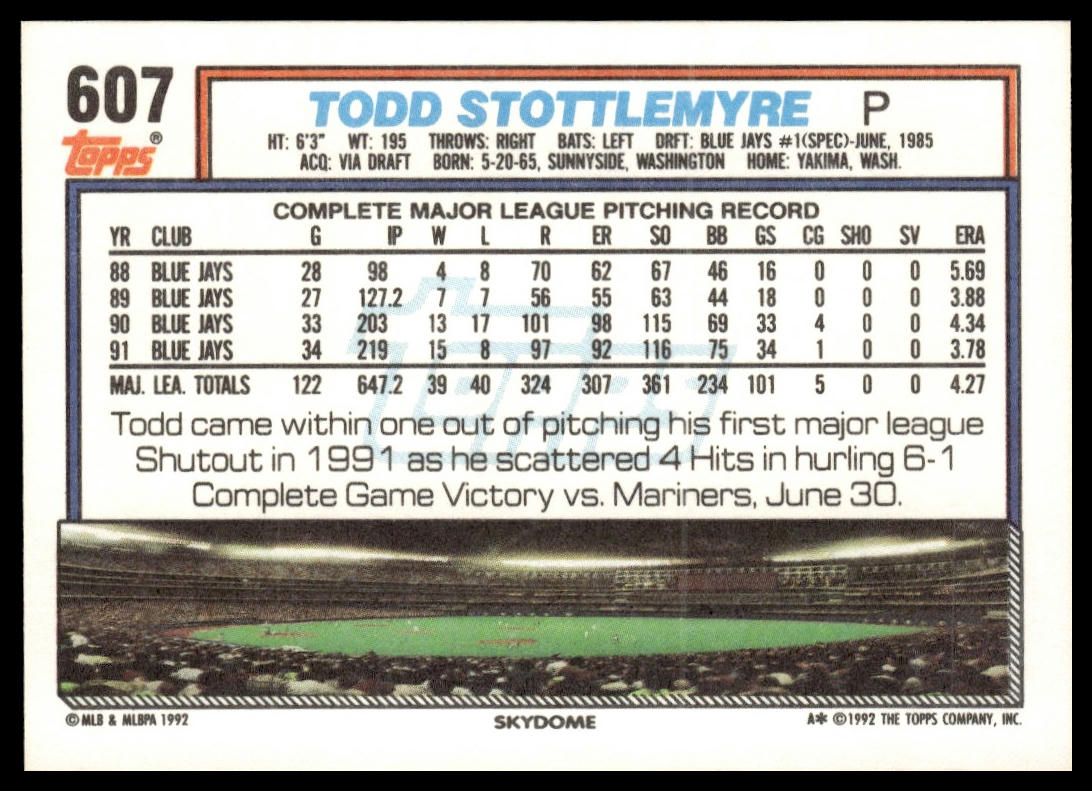 607
TODD STOTTLEMYRE P
Topps®
HT: 6'3" WT: 195 THROWS: RIGHT BATS: LEFT DRFT: BLUE JAYS #1(SPEC)-JUNE, 1985
ACQ: VIA DRAFT BORN: 5-20-65, SUNNYSIDE, WASHINGTON HOME: YAKIMA, WASH.
COMPLETE MAJOR LEAGUE PITCHING RECORD
YR CLUB G IP W L R ER SO BB GS CG SHO SV ERA
88 BLUE JAYS 28 98 4 8 70 62 67 46 16 0 0 0 5.69
89 BLUE JAYS 27 127.2 7 7 56 55 63 44 18 0 0 0 3.88
90 BLUE JAYS 33 203 13 17 101 98 115 69 33 4 0 0 4.34
91 BLUE JAYS 34 219 15 8 97 92 116 75 34 1 0 0 3.78
MAJ. LEA. TOTALS 122 647.2 39 40 324 307 361 234 101 5 0 0 4.27
Topps
Todd came within one out of pitching his first major league
Shutout in 1991 as he scattered 4 Hits in hurling 6-1
Complete Game Victory vs. Mariners, June 30.
©MLB & MLBPA 1992 SKYDOME A* ©1992 THE TOPPS COMPANY, INC.